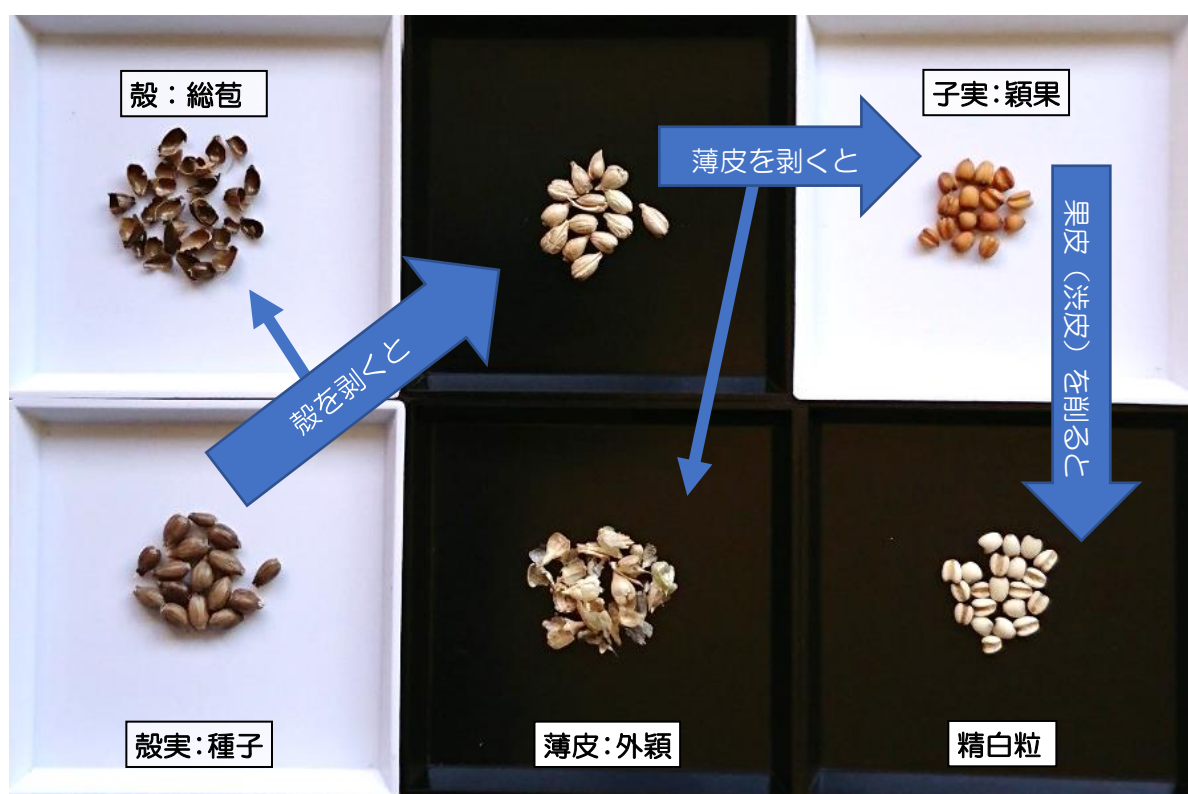 殻：総苞
子実：穎果
薄皮を剥くと
果皮（渋皮）を削ると
殻を剥くと
殻実：種子
薄皮：外穎
精白粒